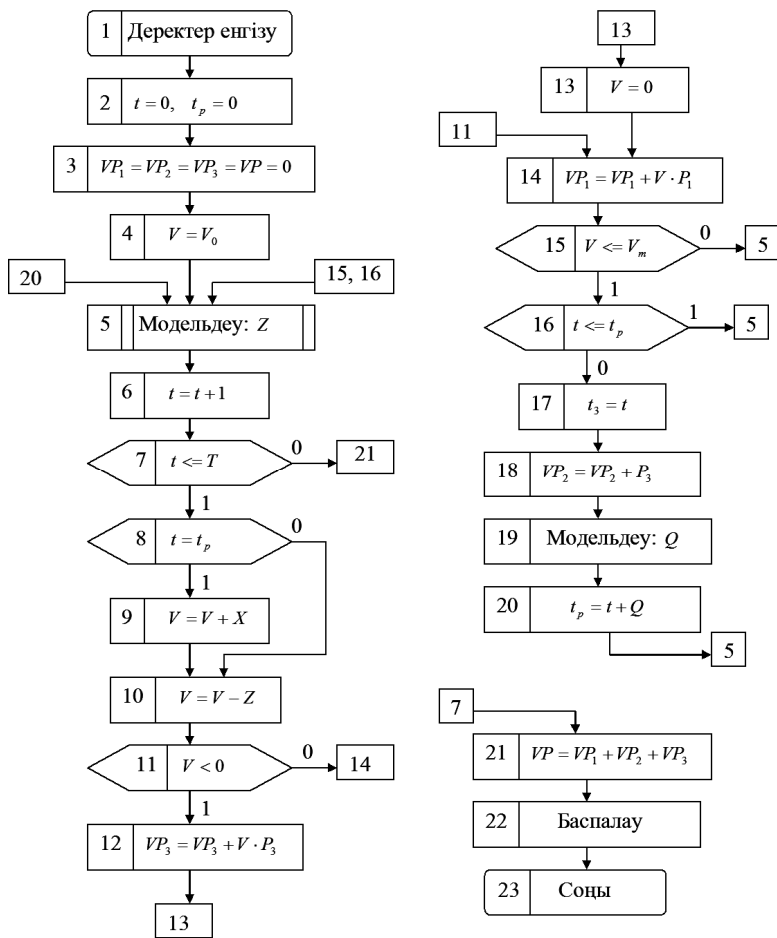 1 Деректер енгізу
2 t = 0, t_p = 0
3 VP_1 = VP_2 = VP_3 = VP = 0
4 V = V_0
20
15, 16
5 Модельдеу: Z
6 t = t + 1
7 t <= T 0 21
1
8 t = t_p 0
1
9 V = V + X
10 V = V − Z
11 V < 0 0 14
1
12 VP_3 = VP_3 + V · P_3
13
13
13 V = 0
11
14 VP_1 = VP_1 + V · P_1
15 V <= V_m 0 5
1
16 t <= t_p 1 5
0
17 t_3 = t
18 VP_2 = VP_2 + P_3
19 Модельдеу: Q
20 t_p = t + Q
5
7
21 VP = VP_1 + VP_2 + VP_3
22 Баспалау
23 Соңы